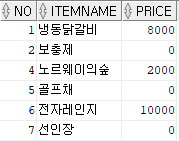 NO ITEMNAME PRICE
1 냉동닭갈비 8000
2 보충제 0
4 노르웨이의숲 2000
5 골프채 0
6 전자레인지 10000
7 선인장 0